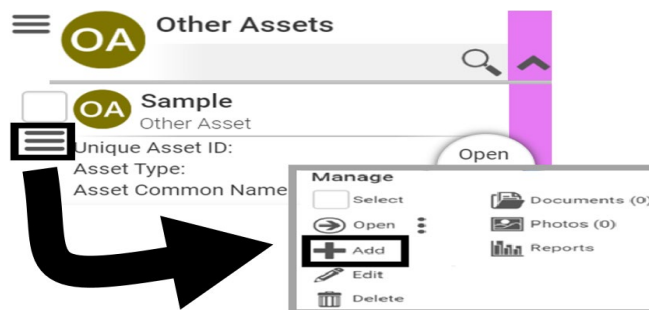 OA Other Assets
OA Sample
Other Asset
Unique Asset ID:
Asset Type:
Asset Common Name
Open
Manage
Select
Documents (0)
Open
Photos (0)
Add
Reports
Edit
Delete